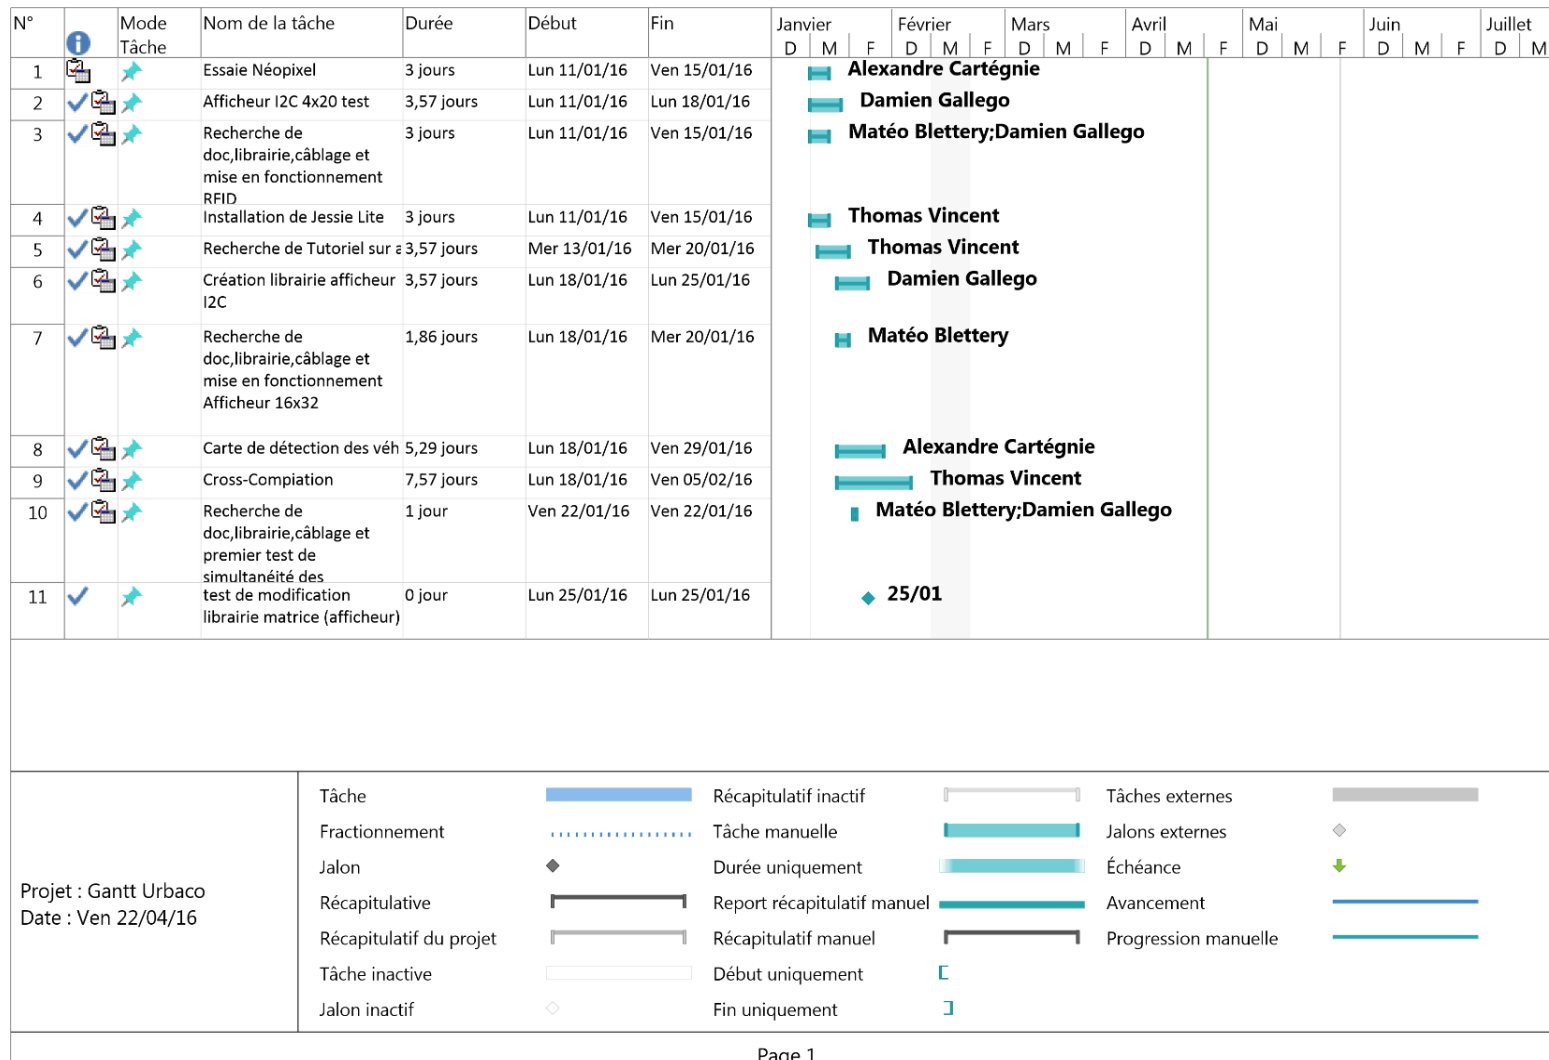 N° Mode Nom de la tâche Durée Début Fin Janvier Février Mars Avril Mai Juin Juillet
Tâche D M F D M F D M F D M F D M F D M F D M
1 Essaie Néopixel 3 jours Lun 11/01/16 Ven 15/01/16 Alexandre Cartégnie
2 Afficheur I2C 4x20 test 3,57 jours Lun 11/01/16 Lun 18/01/16 Damien Gallego
3 Recherche de 3 jours Lun 11/01/16 Ven 15/01/16 Matéo Blettery;Damien Gallego
doc,librairie,câblage et
mise en fonctionnement
RFID
4 Installation de Jessie Lite 3 jours Lun 11/01/16 Ven 15/01/16 Thomas Vincent
5 Recherche de Tutoriel sur a 3,57 jours Mer 13/01/16 Mer 20/01/16 Thomas Vincent
6 Création librairie afficheur 3,57 jours Lun 18/01/16 Lun 25/01/16 Damien Gallego
I2C
7 Recherche de 1,86 jours Lun 18/01/16 Mer 20/01/16 Matéo Blettery
doc,librairie,câblage et
mise en fonctionnement
Afficheur 16x32
8 Carte de détection des véh 5,29 jours Lun 18/01/16 Ven 29/01/16 Alexandre Cartégnie
9 Cross-Compiation 7,57 jours Lun 18/01/16 Ven 05/02/16 Thomas Vincent
10 Recherche de 1 jour Ven 22/01/16 Ven 22/01/16 Matéo Blettery;Damien Gallego
doc,librairie,câblage et
premier test de
simultanéité des
11 test de modification 0 jour Lun 25/01/16 Lun 25/01/16 25/01
librairie matrice (afficheur)
Projet : Gantt Urbaco
Date : Ven 22/04/16
Tâche
Fractionnement
Jalon
Récapitulative
Récapitulatif du projet
Tâche inactive
Jalon inactif
Récapitulatif inactif
Tâche manuelle
Durée uniquement
Report récapitulatif manuel
Récapitulatif manuel
Début uniquement
Fin uniquement
Tâches externes
Jalons externes
Échéance
Avancement
Progression manuelle
Page 1